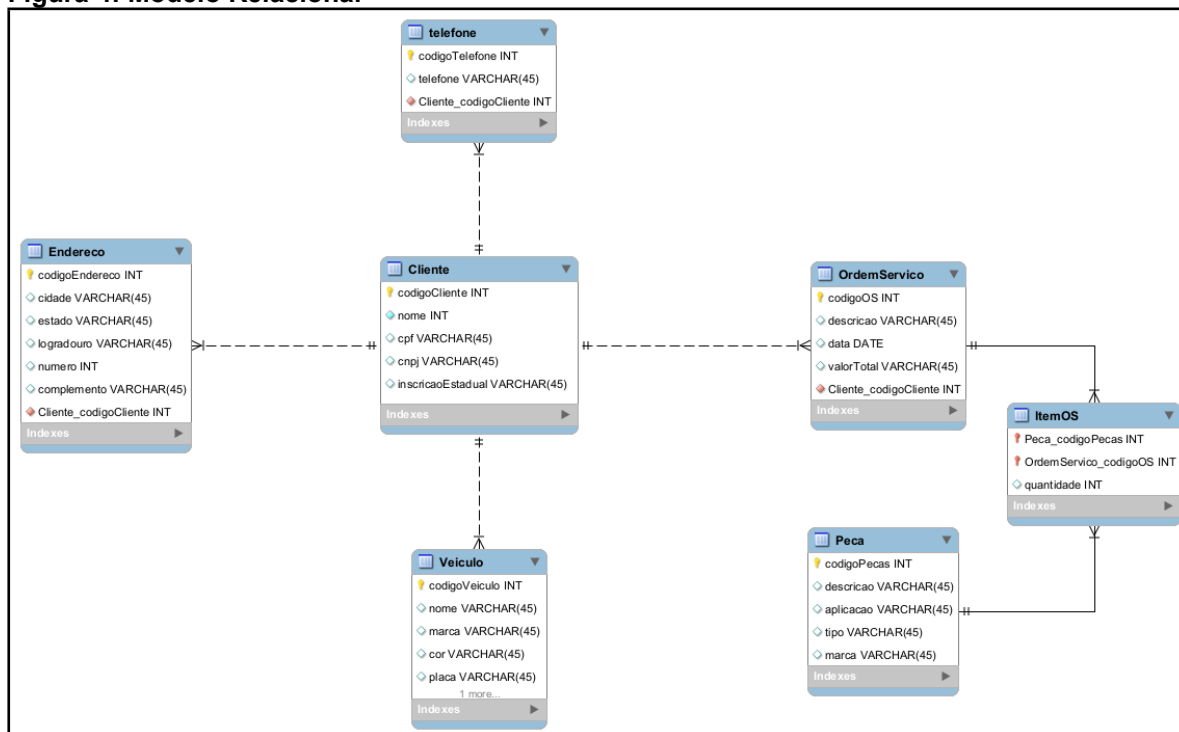 telefone
codigoTelefone INT
telefone VARCHAR(45)
Cliente_codigoCliente INT
Indexes
Endereco
codigoEndereco INT
cidade VARCHAR(45)
estado VARCHAR(45)
logradouro VARCHAR(45)
numero INT
complemento VARCHAR(45)
Cliente_codigoCliente INT
Indexes
Cliente
codigoCliente INT
nome INT
cpf VARCHAR(45)
cnpj VARCHAR(45)
inscricaoEstadual VARCHAR(45)
Indexes
OrdemServico
codigoOS INT
descricao VARCHAR(45)
data DATE
valorTotal VARCHAR(45)
Cliente_codigoCliente INT
Indexes
ItemOS
Peca_codigoPecas INT
OrdemServico_codigoOS INT
quantidade INT
Indexes
Veiculo
codigoVeiculo INT
nome VARCHAR(45)
marca VARCHAR(45)
cor VARCHAR(45)
placa VARCHAR(45)
1 more...
Indexes
Peca
codigoPecas INT
descricao VARCHAR(45)
aplicacao VARCHAR(45)
tipo VARCHAR(45)
marca VARCHAR(45)
Indexes